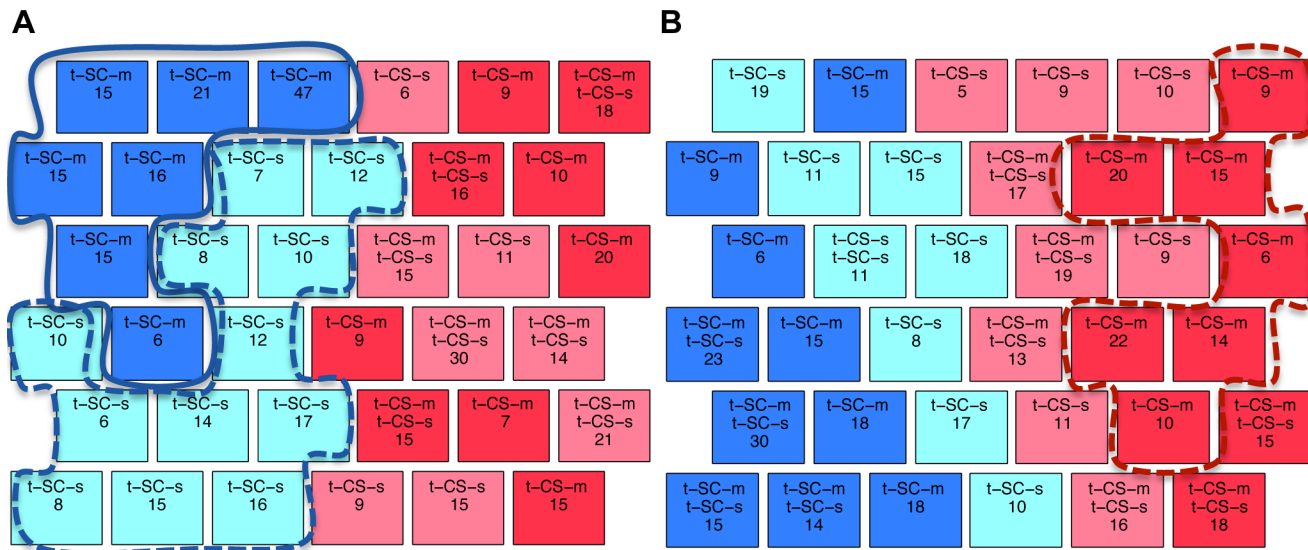 A
t–SC–m
15
t–SC–m
21
t–SC–m
47
t–CS–s
6
t–CS–m
9
t–CS–m
t–CS–s
18
t–SC–m
15
t–SC–m
16
t–SC–s
7
t–SC–s
12
t–CS–m
t–CS–s
16
t–CS–m
10
t–SC–m
15
t–SC–s
8
t–SC–s
10
t–CS–m
t–CS–s
15
t–CS–s
11
t–CS–m
20
t–SC–s
10
t–SC–m
6
t–SC–s
12
t–CS–m
9
t–CS–m
t–CS–s
30
t–CS–m
t–CS–s
14
t–SC–s
6
t–SC–s
14
t–SC–s
17
t–CS–m
t–CS–s
15
t–CS–m
7
t–CS–m
t–CS–s
21
t–SC–s
8
t–SC–s
15
t–SC–s
16
t–CS–s
9
t–CS–s
15
t–CS–m
15
B
t–SC–s
19
t–SC–m
15
t–CS–s
5
t–CS–s
9
t–CS–s
10
t–CS–m
9
t–SC–m
9
t–SC–s
11
t–SC–s
15
t–CS–m
t–CS–s
17
t–CS–m
20
t–CS–m
15
t–SC–m
6
t–CS–s
t–SC–s
11
t–SC–s
18
t–CS–m
t–CS–s
19
t–CS–s
9
t–CS–m
6
t–SC–m
t–SC–s
23
t–SC–m
15
t–SC–s
8
t–CS–m
t–CS–s
13
t–CS–m
22
t–CS–m
14
t–SC–m
t–SC–s
30
t–SC–m
18
t–SC–s
17
t–CS–s
11
t–CS–m
10
t–CS–m
t–CS–s
15
t–SC–m
t–SC–s
15
t–SC–m
t–SC–s
14
t–SC–m
18
t–SC–s
10
t–CS–m
t–CS–s
16
t–CS–m
t–CS–s
18